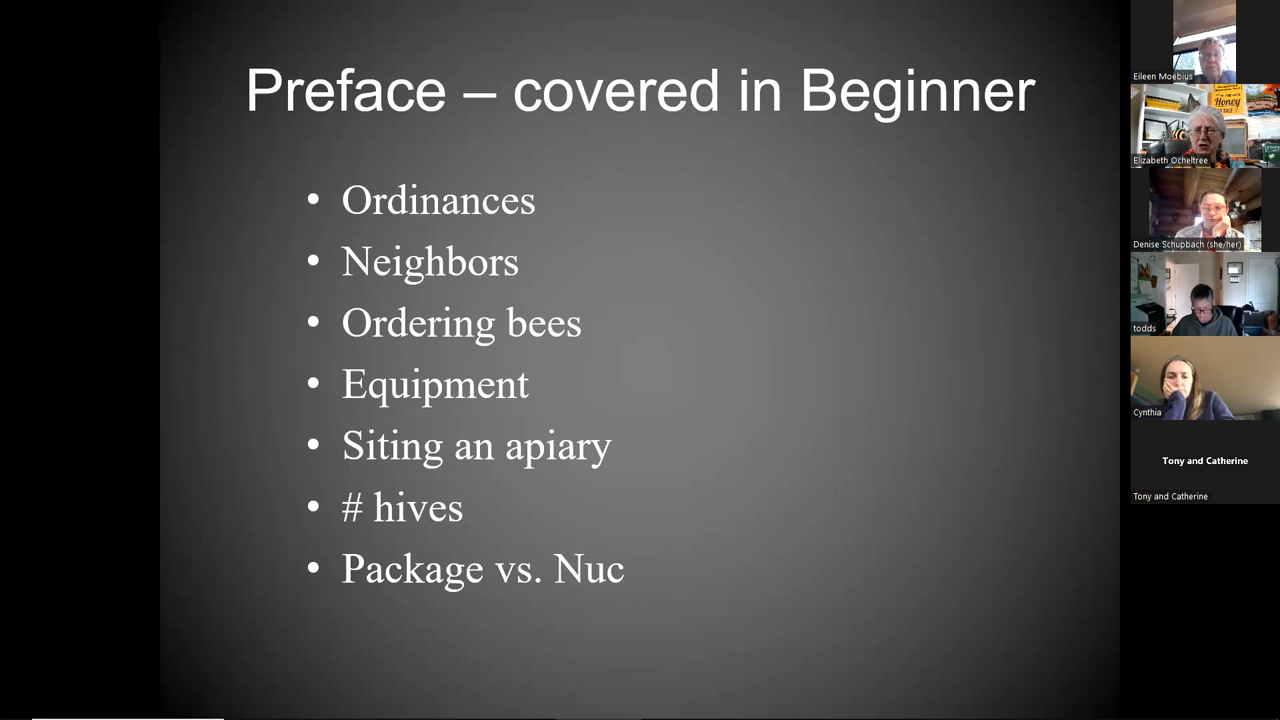 Preface – covered in Beginner
• Ordinances
• Neighbors
• Ordering bees
• Equipment
• Siting an apiary
• # hives
• Package vs. Nuc
Eileen Moebius
Honey
Elizabeth Ocheltree
Denise Schupbach (she/her)
todds
Cynthia
Tony and Catherine
Tony and Catherine